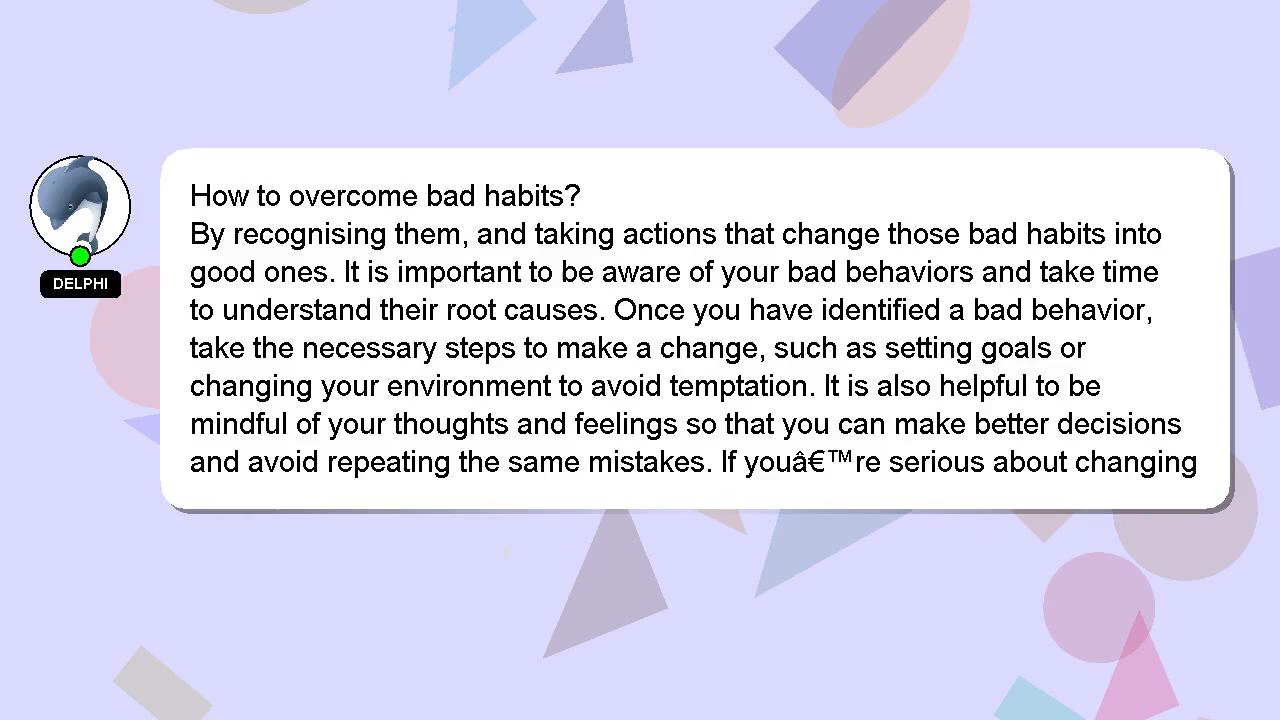 DELPHI
How to overcome bad habits?
By recognising them, and taking actions that change those bad habits into
good ones. It is important to be aware of your bad behaviors and take time
to understand their root causes. Once you have identified a bad behavior,
take the necessary steps to make a change, such as setting goals or
changing your environment to avoid temptation. It is also helpful to be
mindful of your thoughts and feelings so that you can make better decisions
and avoid repeating the same mistakes. If youâ€™re serious about changing